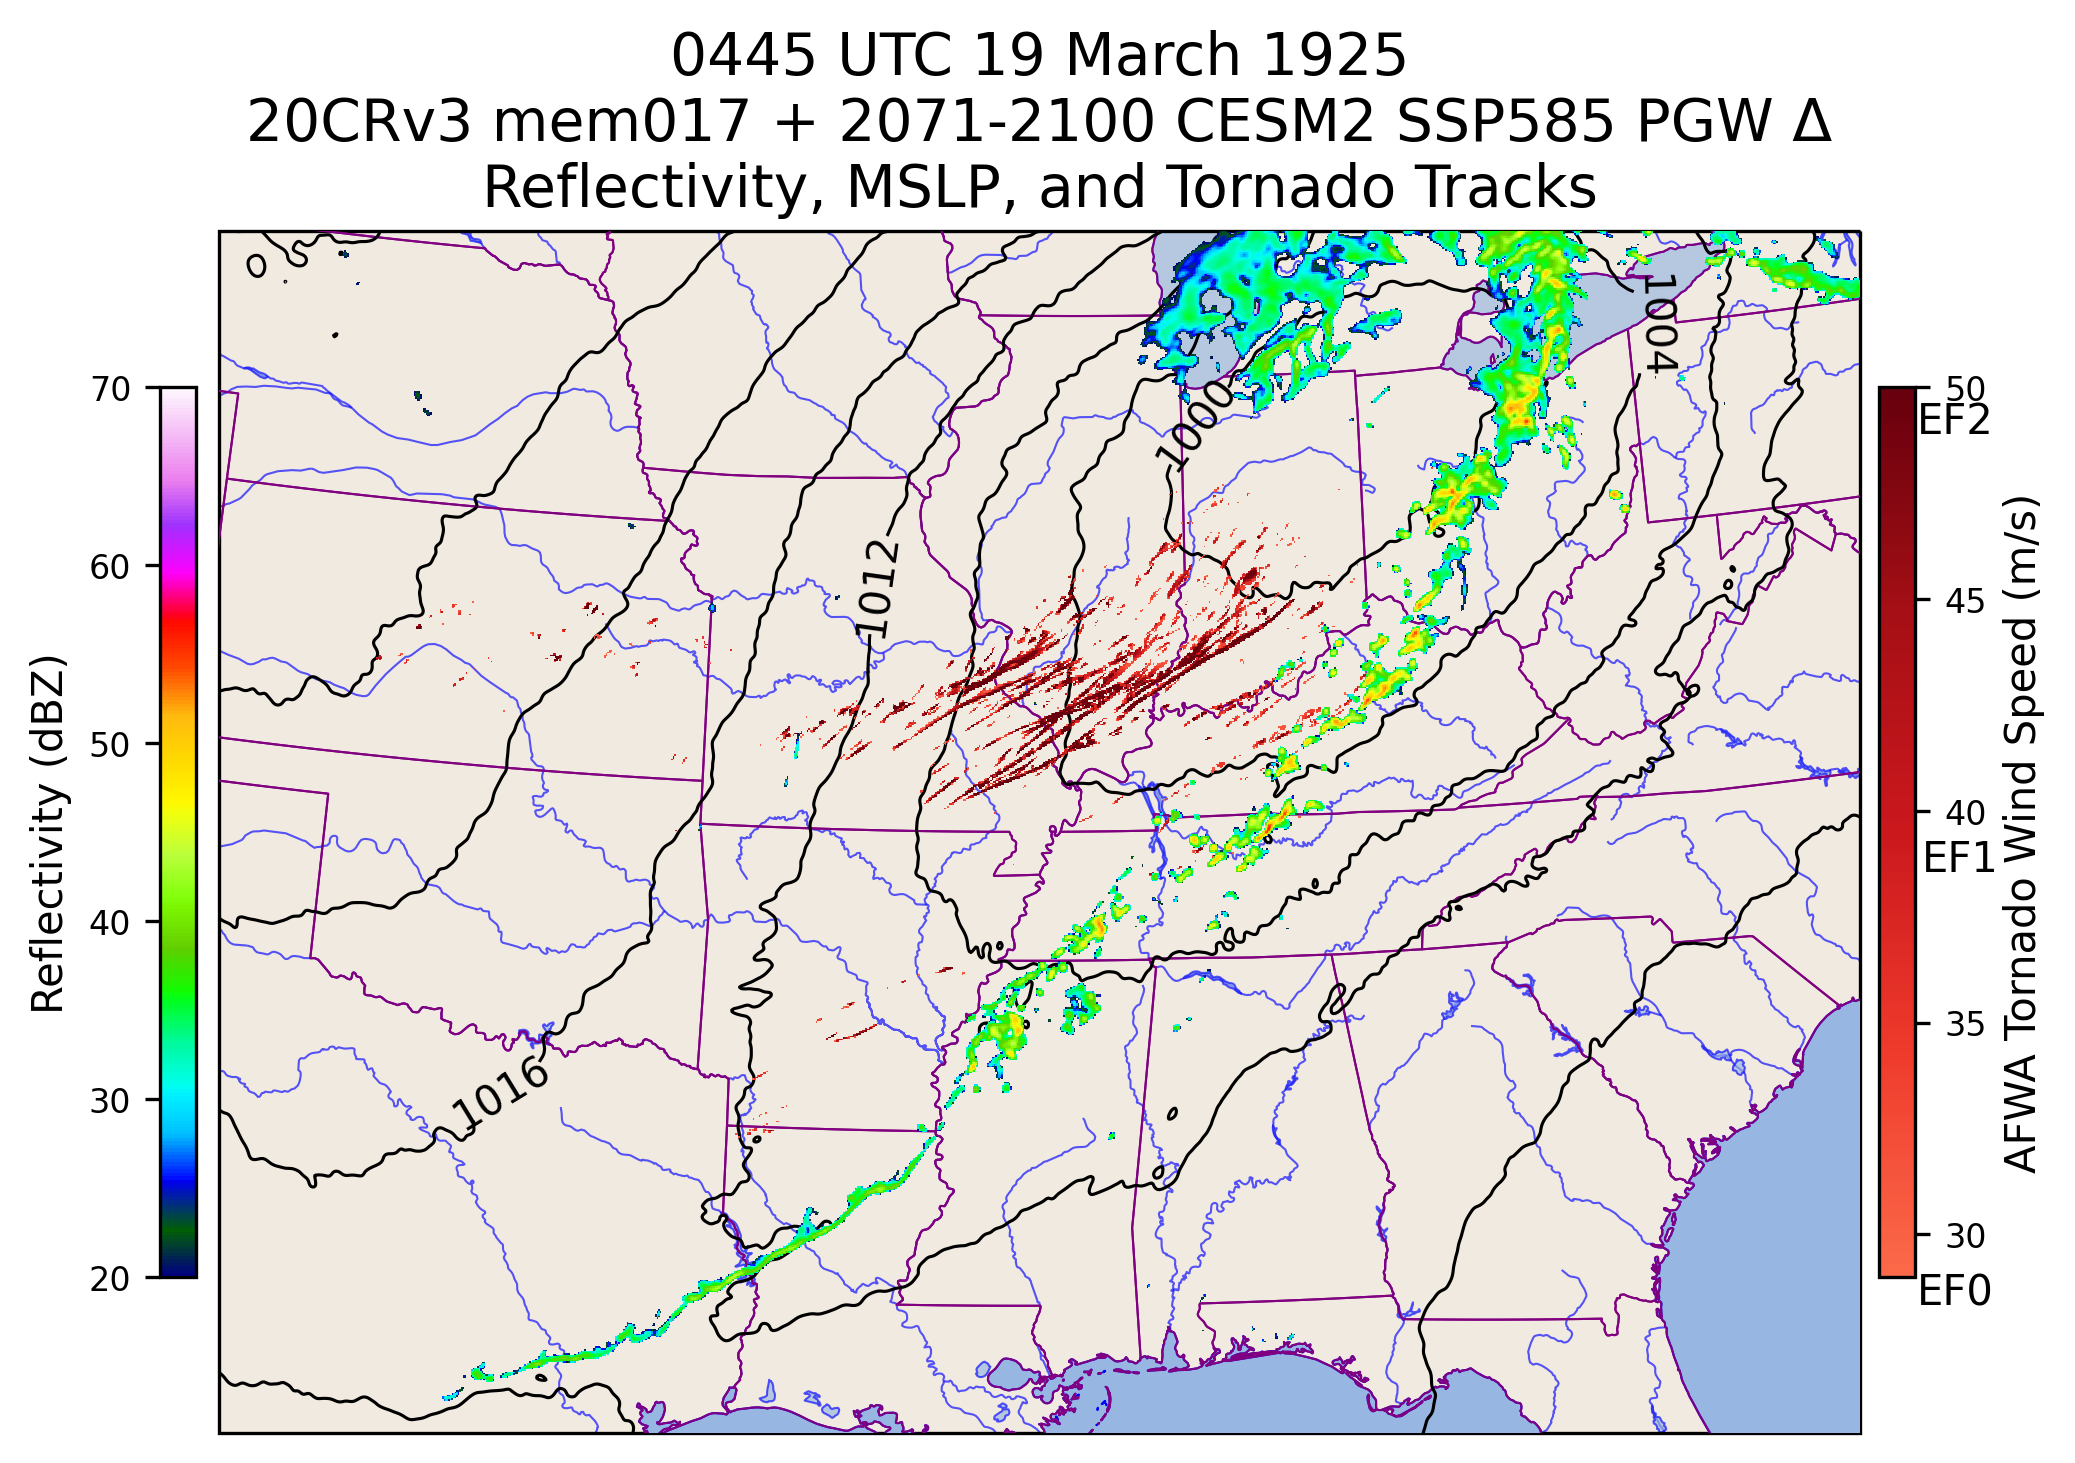 0445 UTC 19 March 1925
20CRv3 mem017 + 2071-2100 CESM2 SSP585 PGW Δ
Reflectivity, MSLP, and Tornado Tracks
70
60
50
40
30
20
Reflectivity (dBZ)
1004
1000
1012
1016
50
EF2
45
40
EF1
35
30
EF0
AFWA Tornado Wind Speed (m/s)